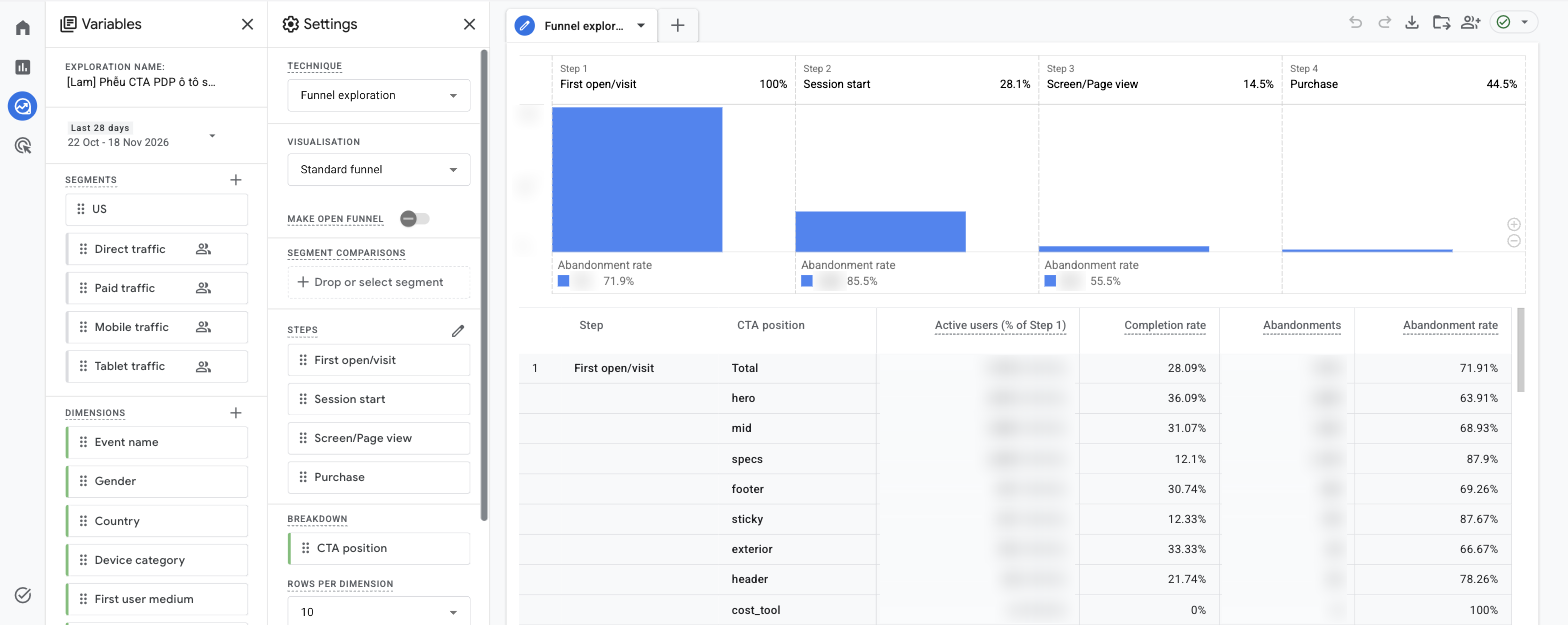 Variables
EXPLORATION NAME:
[Lam] Phễu CTA PDP ô tô s...
Last 28 days
22 Oct - 18 Nov 2026
SEGMENTS
US
Direct traffic
Paid traffic
Mobile traffic
Tablet traffic
DIMENSIONS
Event name
Gender
Country
Device category
First user medium
Settings
TECHNIQUE
Funnel exploration
VISUALISATION
Standard funnel
MAKE OPEN FUNNEL
SEGMENT COMPARISONS
Drop or select segment
STEPS
First open/visit
Session start
Screen/Page view
Purchase
BREAKDOWN
CTA position
ROWS PER DIMENSION
10
Funnel explor...
Step 1
First open/visit 100%
Step 2
Session start 28.1%
Step 3
Screen/Page view 14.5%
Step 4
Purchase 44.5%
Abandonment rate
71.9%
Abandonment rate
85.5%
Abandonment rate
55.5%
Step CTA position Active users (% of Step 1) Completion rate Abandonments Abandonment rate
1 First open/visit Total 28.09% 71.91%
hero 36.09% 63.91%
mid 31.07% 68.93%
specs 12.1% 87.9%
footer 30.74% 69.26%
sticky 12.33% 87.67%
exterior 33.33% 66.67%
header 21.74% 78.26%
cost_tool 0% 100%